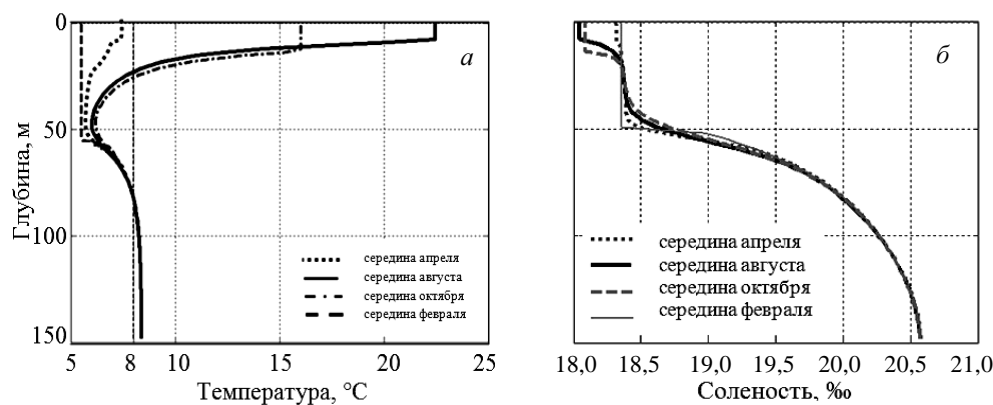 0
50
100
150
Глубина, м
5
8
10
15
20
25
Температура, °С
а
середина апреля
середина августа
середина октября
середина февраля
18,0
18,5
19,0
19,5
20,0
20,5
21,0
Соленость, ‰
б
середина апреля
середина августа
середина октября
середина февраля